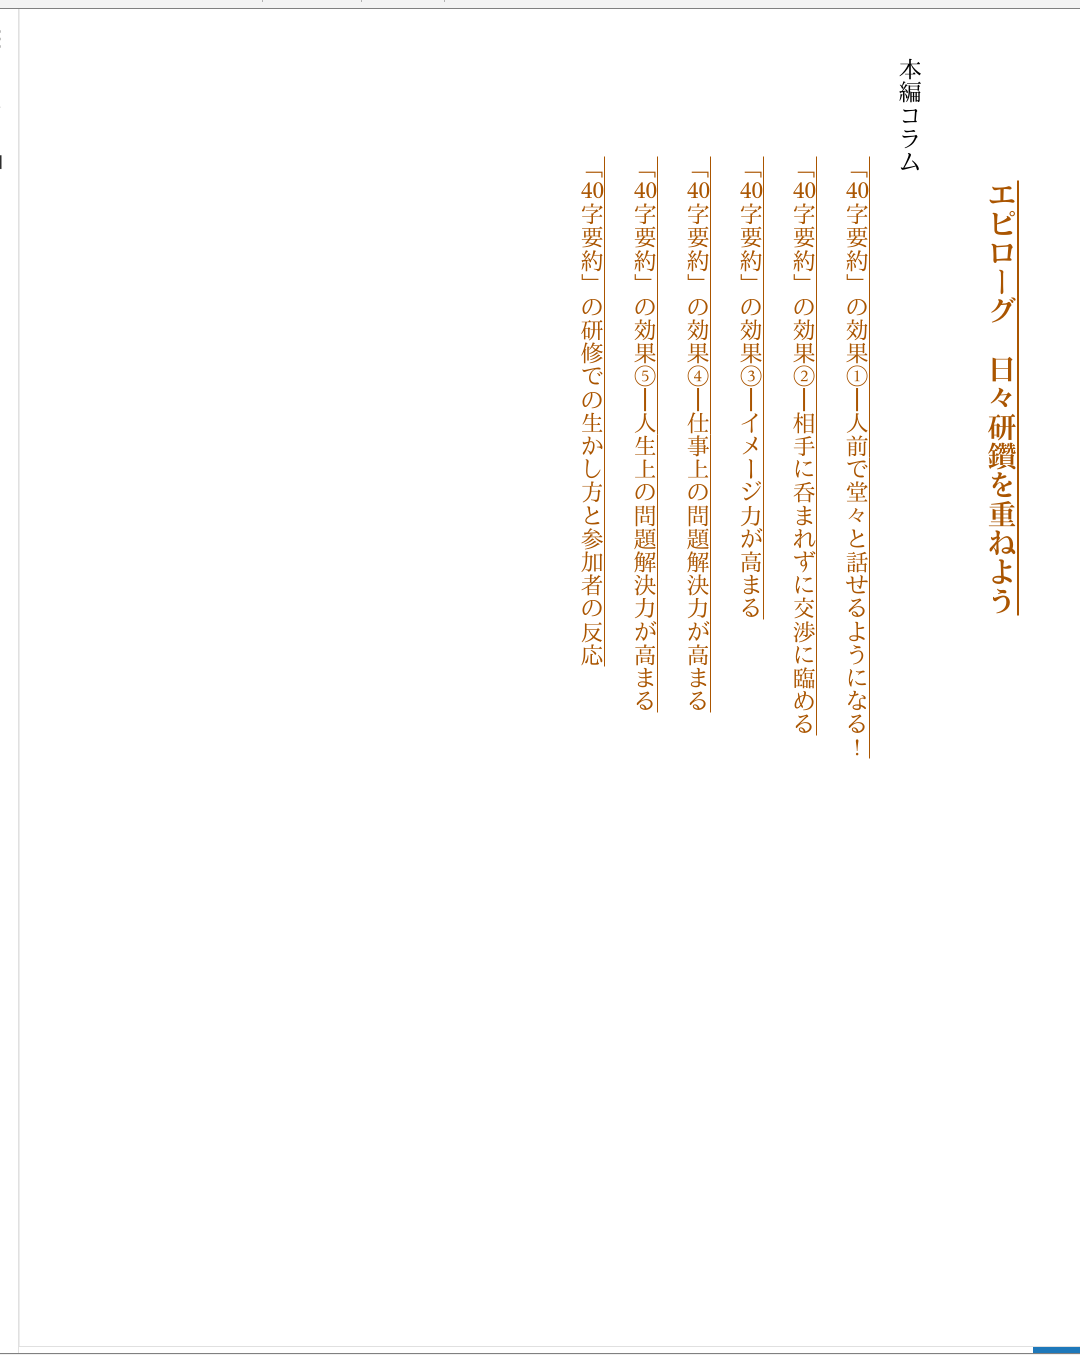 エピローグ　日々研鑽を重ねよう
本編コラム
「40字要約」の効果①―人前で堂々と話せるようになる！
「40字要約」の効果②―相手に呑まれずに交渉に臨める
「40字要約」の効果③―イメージ力が高まる
「40字要約」の効果④―仕事上の問題解決力が高まる
「40字要約」の効果⑤―人生上の問題解決力が高まる
「40字要約」の研修での生かし方と参加者の反応